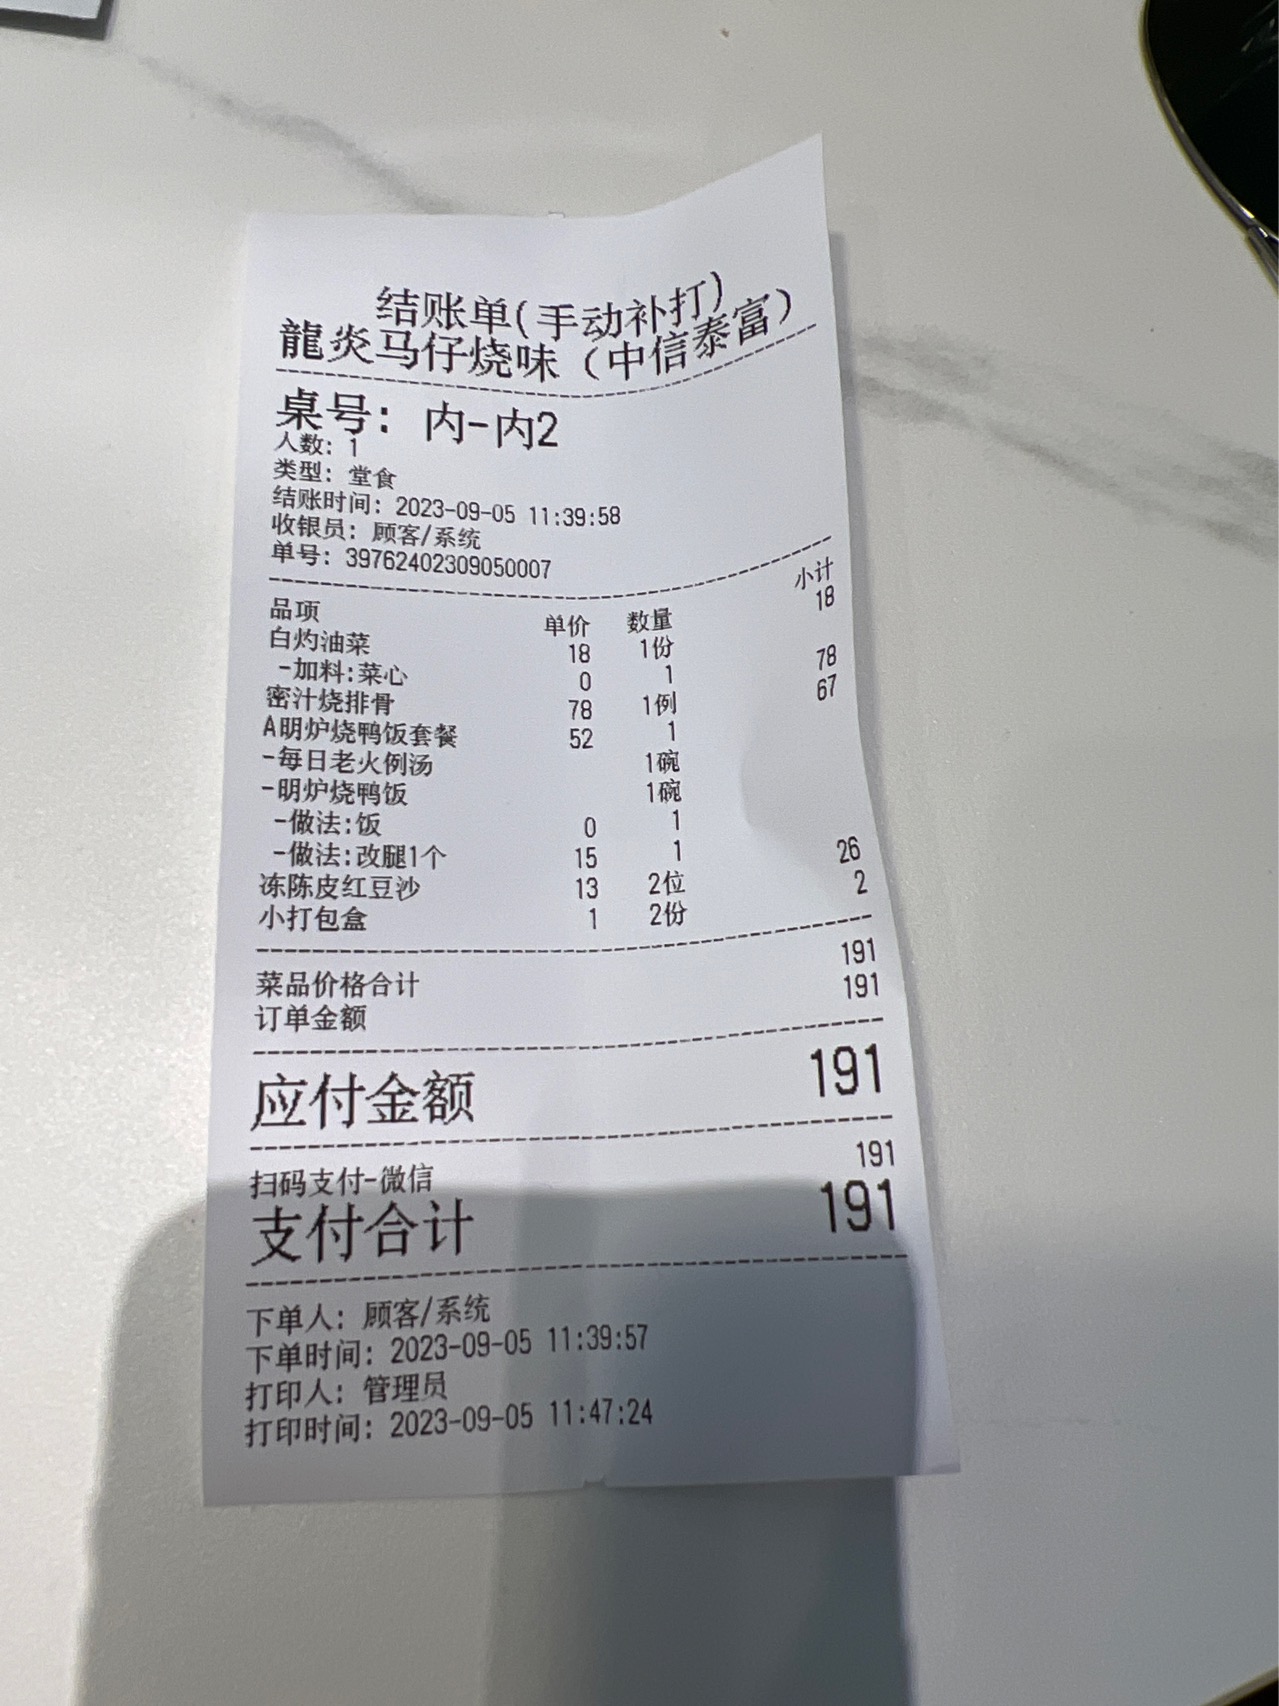 结账单(手动补打)
龍炎马仔烧味（中信泰富）
桌号: 内-内2
人数: 1
类型: 堂食
结账时间: 2023-09-05 11:39:58
收银员: 顾客/系统
单号: 39762402309050007
品项 单价 数量 小计
白灼油菜 18 1份 18
-加料:菜心 0 1
密汁烧排骨 78 1例 78
A明炉烧鸭饭套餐 52 1 67
-每日老火例汤 1碗
-明炉烧鸭饭 1碗
-做法:饭 0 1
-做法:改腿1个 15 1
冻陈皮红豆沙 13 2位 26
小打包盒 1 2份 2
菜品价格合计 191
订单金额 191
应付金额 191
扫码支付-微信 191
支付合计 191
下单人: 顾客/系统
下单时间: 2023-09-05 11:39:57
打印人: 管理员
打印时间: 2023-09-05 11:47:24